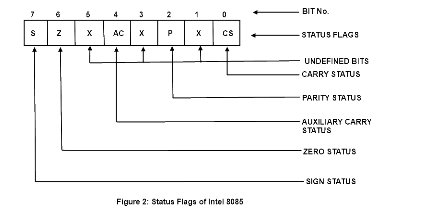 7 6 5 4 3 2 1 0 BIT No.
S Z X AC X P X CS STATUS FLAGS
UNDEFINED BITS
CARRY STATUS
PARITY STATUS
AUXILIARY CARRY
STATUS
ZERO STATUS
SIGN STATUS
Figure 2: Status Flags of Intel 8085